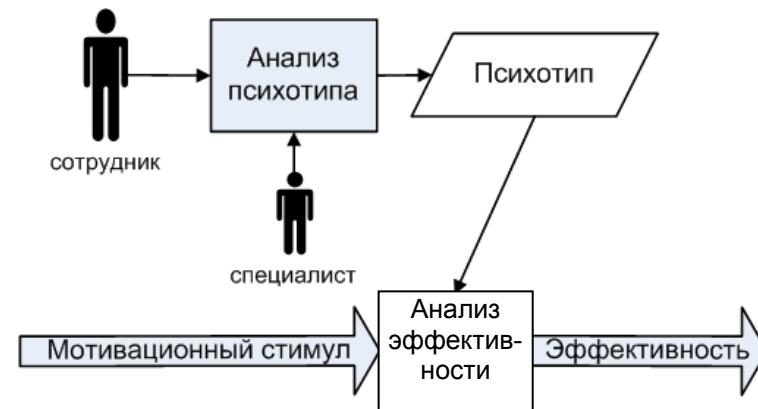 Анализ
психотипа
Психотип
сотрудник
специалист
Мотивационный стимул
Анализ
эффектив-
ности
Эффективность